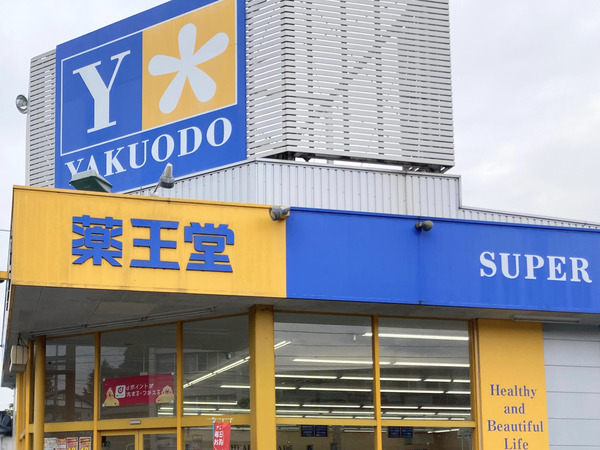 Y
YAKUODO
薬王堂
SUPER
Healthy
and
Beautiful
Life